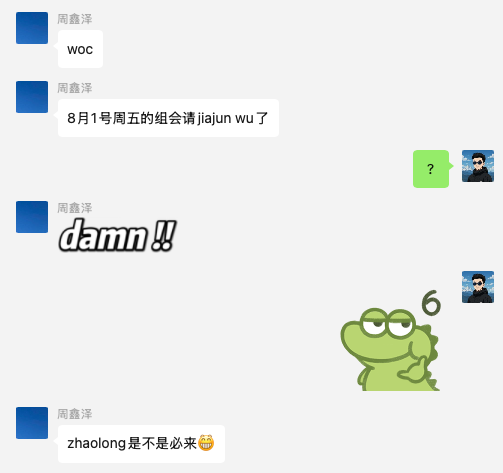 周鑫泽
woc
周鑫泽
8月1号周五的组会请jiajun wu了
?
周鑫泽
damn!!
6
周鑫泽
zhaolong是不是必来😁